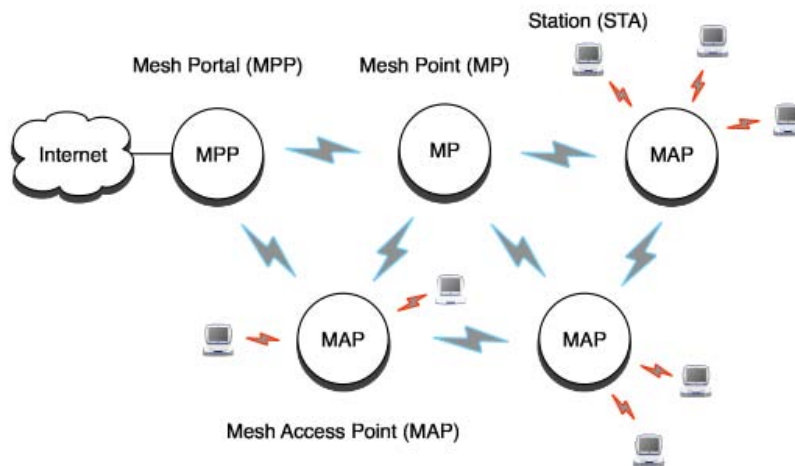 Station (STA)
Mesh Portal (MPP)
Mesh Point (MP)
Internet
MPP
MP
MAP
MAP
MAP
Mesh Access Point (MAP)